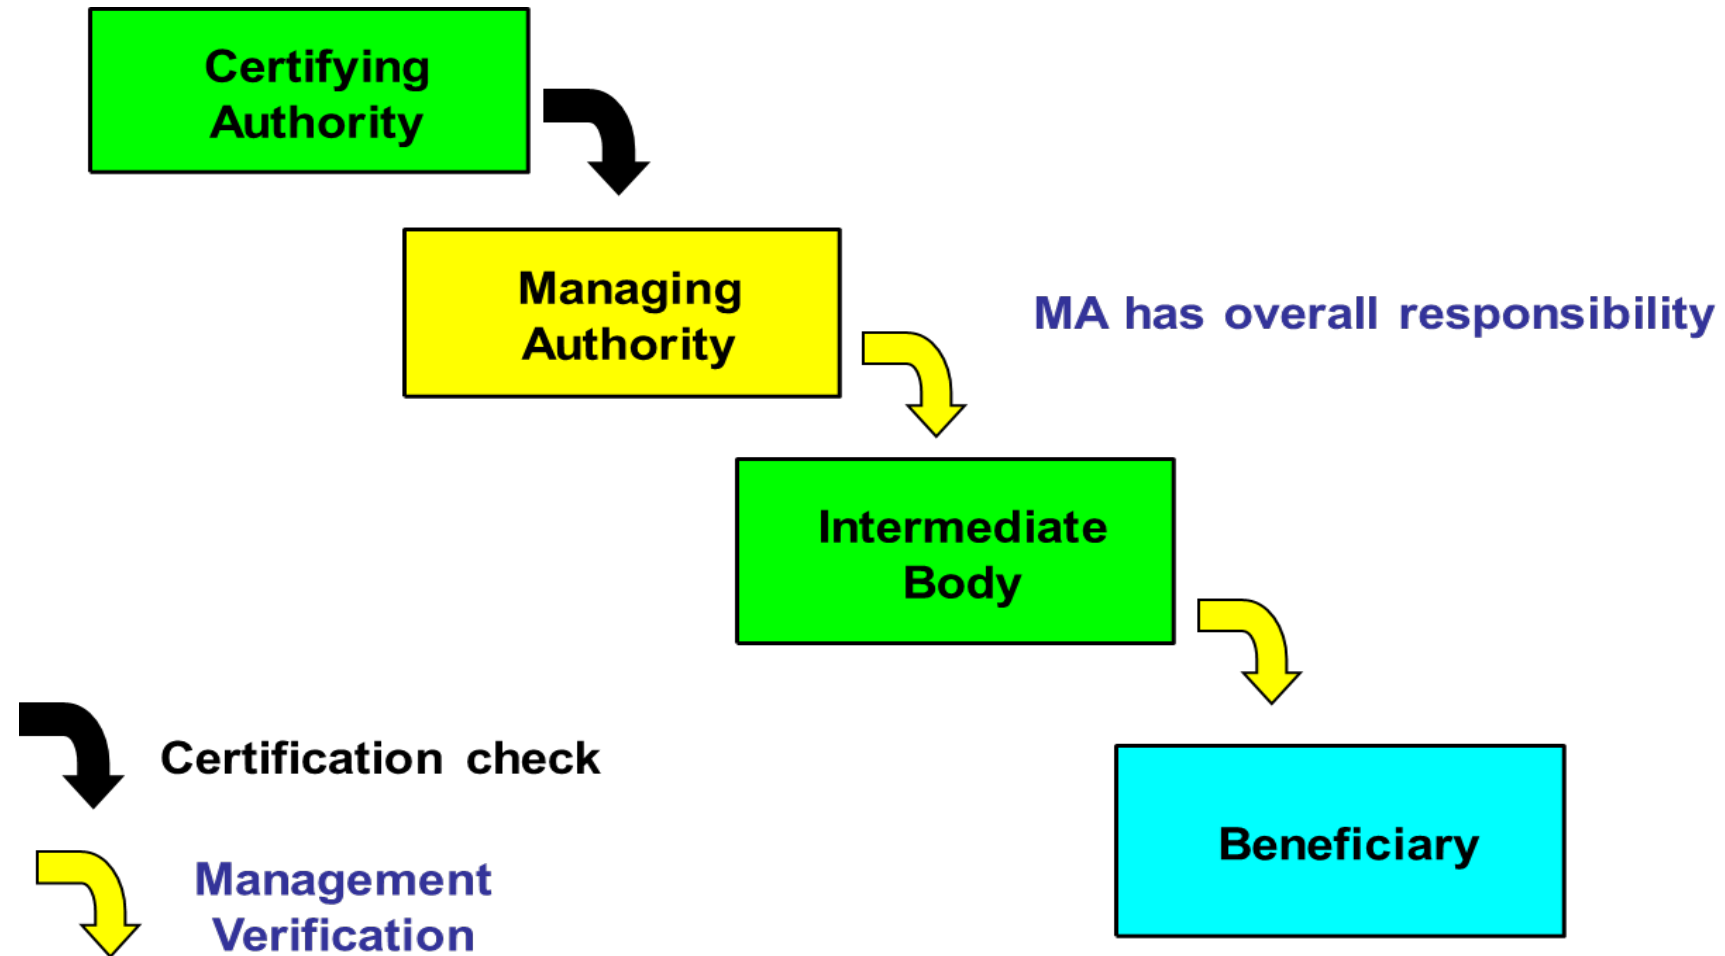 Certifying
Authority
Managing
Authority
MA has overall responsibility
Intermediate
Body
Certification check
Beneficiary
Management
Verification